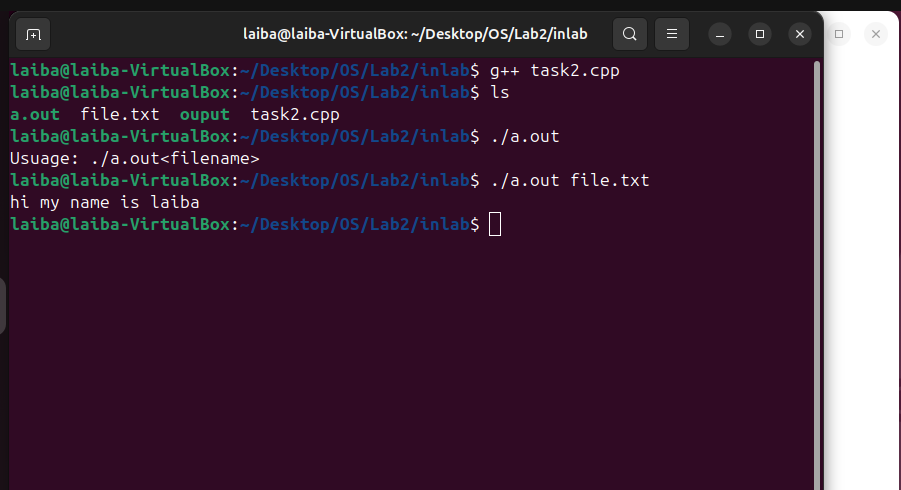 laiba@laiba-VirtualBox: ~/Desktop/OS/Lab2/inlab
laiba@laiba-VirtualBox:~/Desktop/OS/Lab2/inlab$ g++ task2.cpp
laiba@laiba-VirtualBox:~/Desktop/OS/Lab2/inlab$ ls
a.out  file.txt  ouput  task2.cpp
laiba@laiba-VirtualBox:~/Desktop/OS/Lab2/inlab$ ./a.out
Usuage: ./a.out<filename>
laiba@laiba-VirtualBox:~/Desktop/OS/Lab2/inlab$ ./a.out file.txt
hi my name is laiba
laiba@laiba-VirtualBox:~/Desktop/OS/Lab2/inlab$